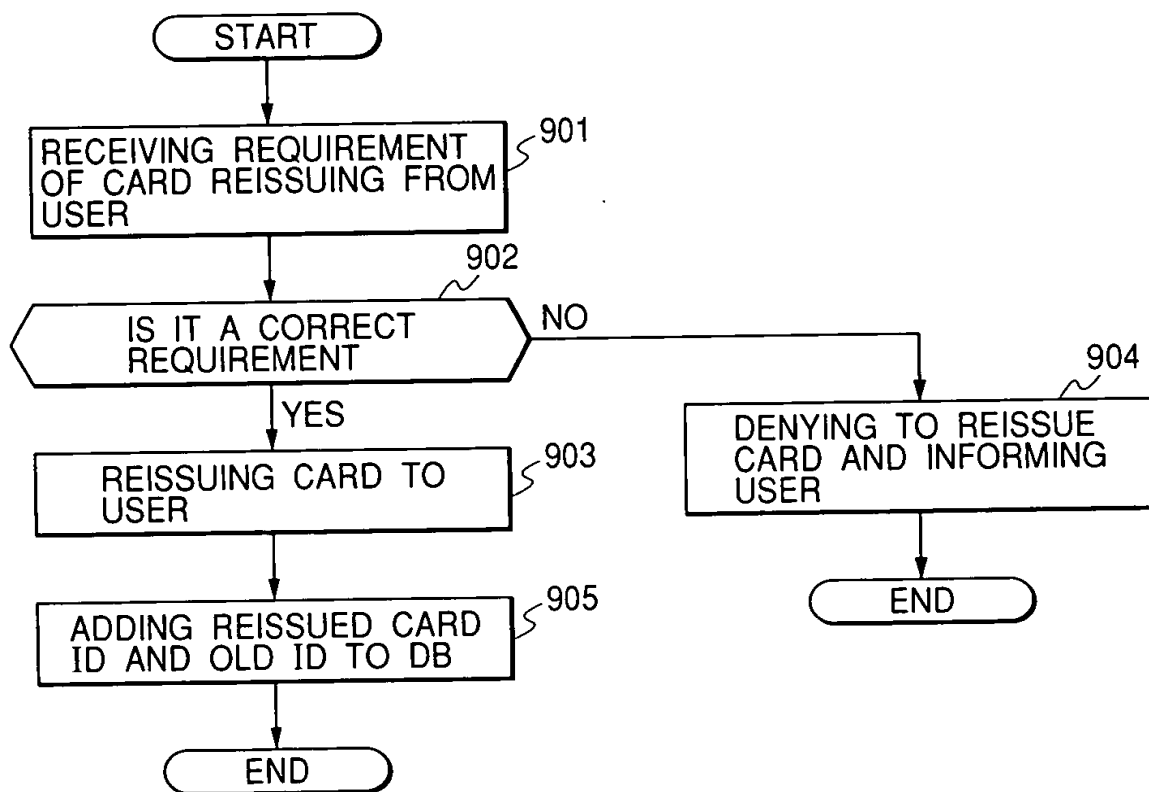 START
901
RECEIVING REQUIREMENT
OF CARD REISSUING FROM
USER
902
IS IT A CORRECT
REQUIREMENT
NO
YES
904
DENYING TO REISSUE
CARD AND INFORMING
USER
903
REISSUING CARD TO
USER
END
905
ADDING REISSUED CARD
ID AND OLD ID TO DB
END